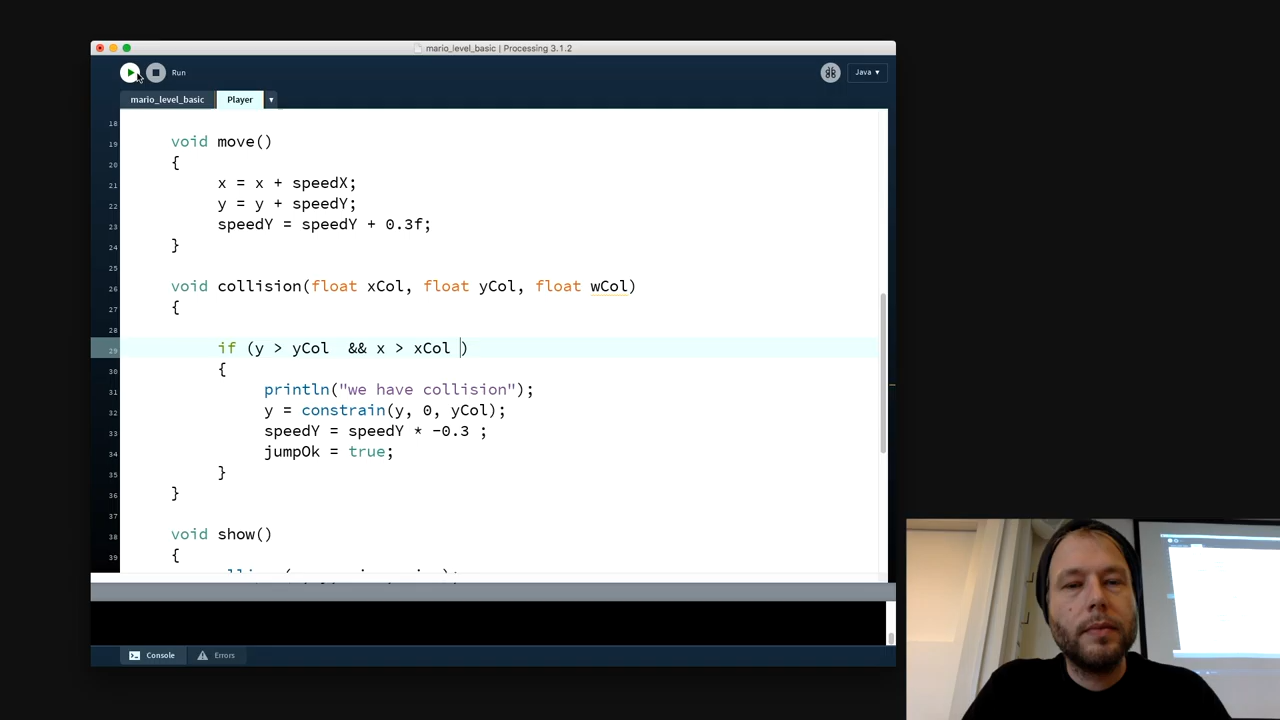 mario_level_basic | Processing 3.1.2
Run
Java ▾
mario_level_basic
Player
▾
18
19 void move()
20 {
21 x = x + speedX;
22 y = y + speedY;
23 speedY = speedY + 0.3f;
24 }
25
26 void collision(float xCol, float yCol, float wCol)
27 {
28
29 if (y > yCol  && x > xCol )
30 {
31 println("we have collision");
32 y = constrain(y, 0, yCol);
33 speedY = speedY * -0.3 ;
34 jumpOk = true;
35 }
36 }
37
38 void show()
39 {
Console
Errors